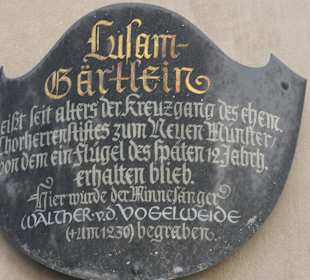 Lusam-
Gärtlein
heißt seit alters der Kreuzgang des ehem.
Chorherrenstiftes zum Neuen Münster/
von dem ein Flügel des späten 12. Jahrh.
erhalten blieb.
Hier wurde der Minnesänger
WALTHER·V·D·VOGELWEIDE
(† um 1230) begraben.